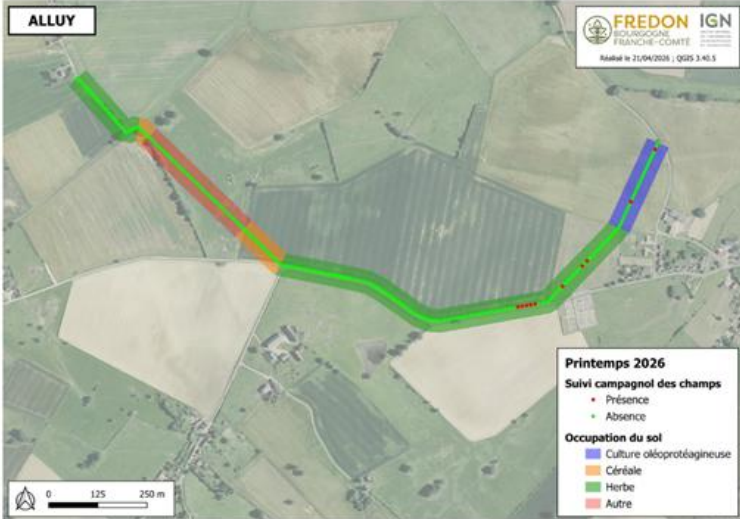 ALLUY
FREDON
BOURGOGNE
FRANCHE-COMTÉ
IGN
Réalisé le 21/04/2026 ; QGIS 3.40.5
Printemps 2026
Suivi campagnol des champs
Présence
Absence
Occupation du sol
Culture oléoprotéagineuse
Céréale
Herbe
Autre
0 125 250 m